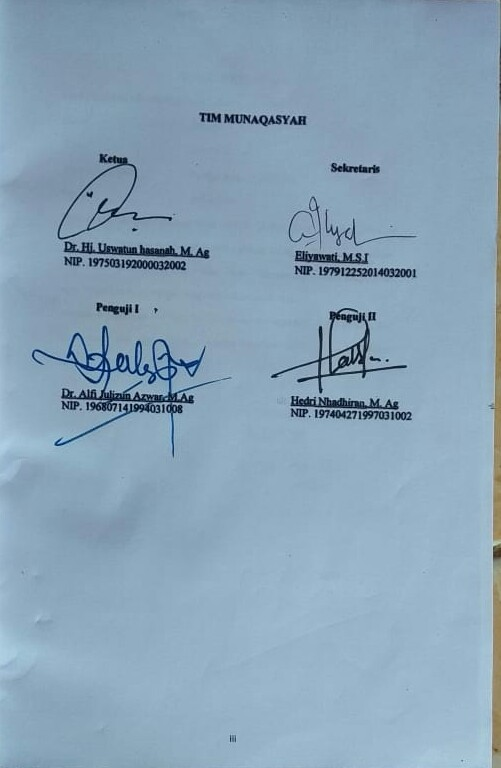 TIM MUNAQASYAH
Ketua
Sekretaris
Dr. Hj. Uswatun hasanah, M. Ag
NIP. 197503192000032002
Eliyawati, M.S.I
NIP. 197912252014032001
Penguji I
Penguji II
Dr. Alfi Julizun Azwar, M.Ag
NIP. 196807141994031008
Hedri Nhadhiran, M. Ag
NIP. 197404271997031002
iii